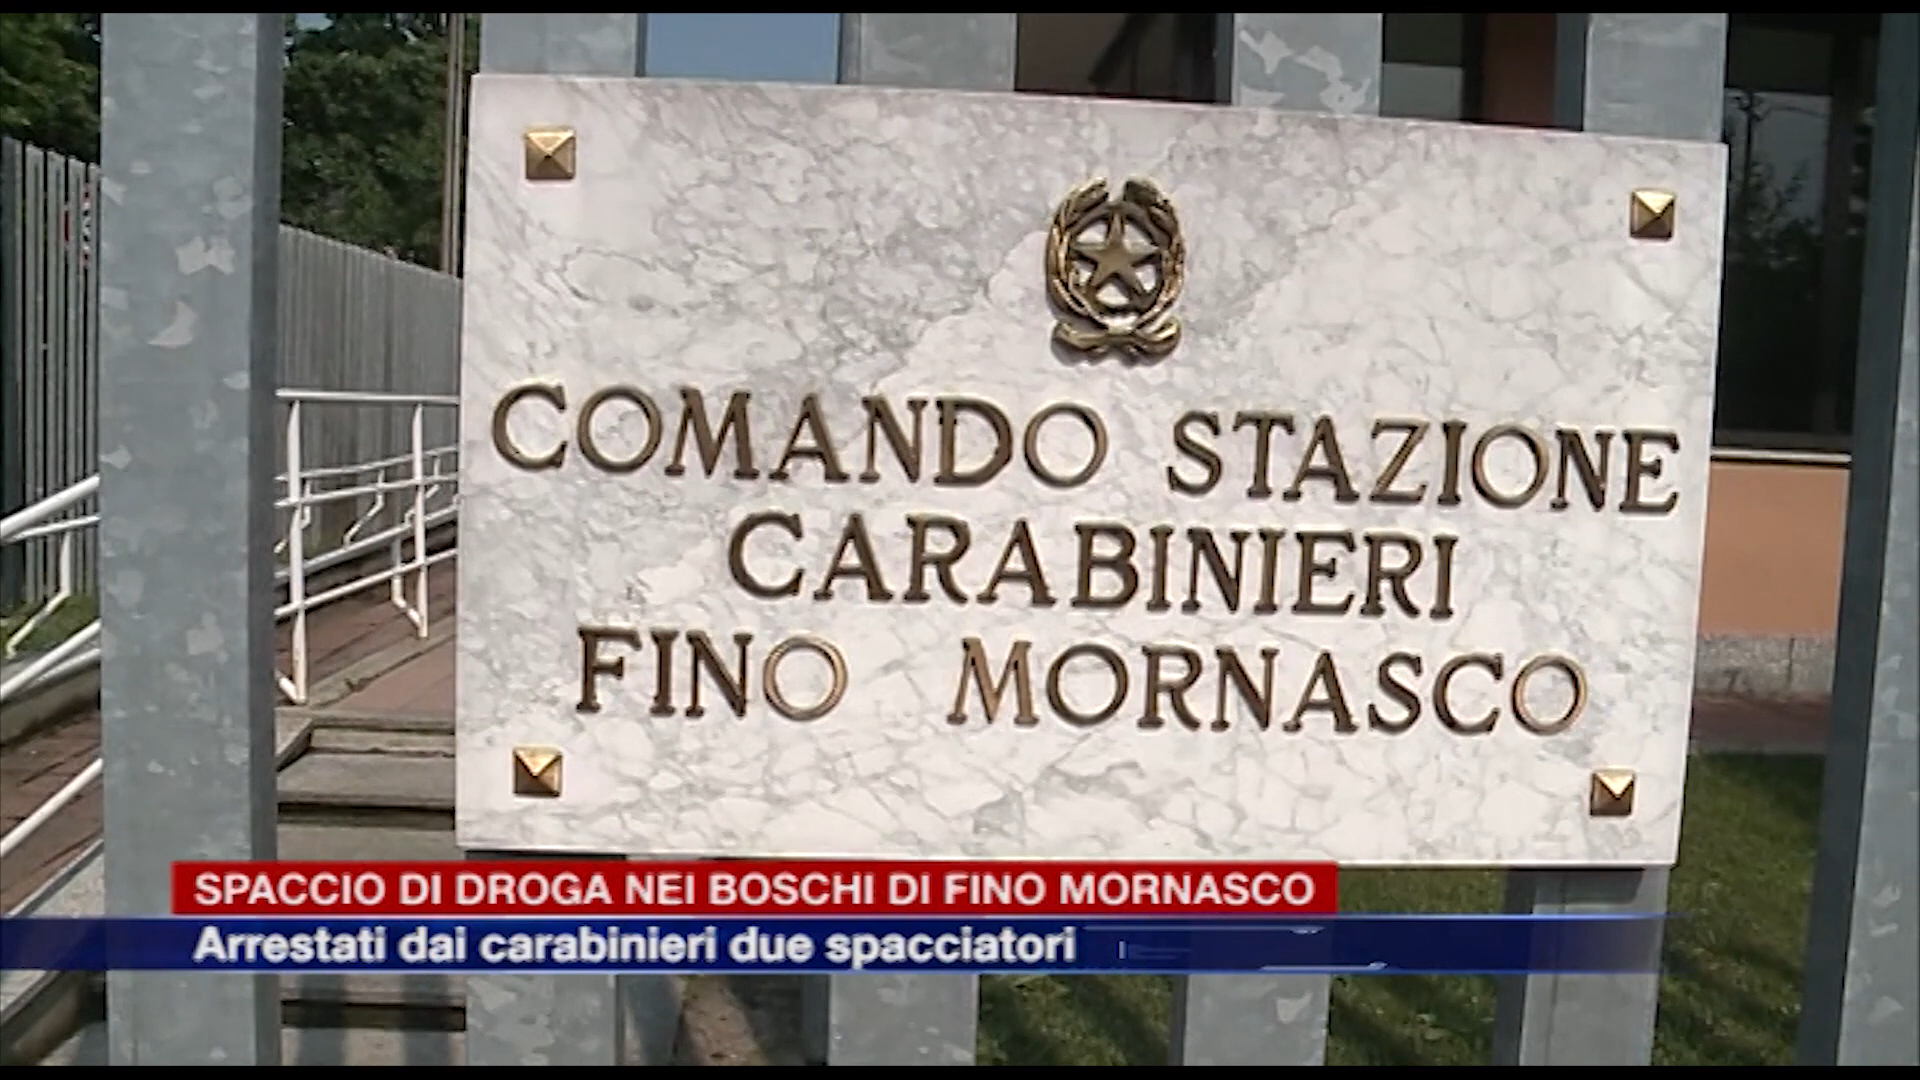 COMANDO STAZIONE
CARABINIERI
FINO MORNASCO
SPACCIO DI DROGA NEI BOSCHI DI FINO MORNASCO
Arrestati dai carabinieri due spacciatori